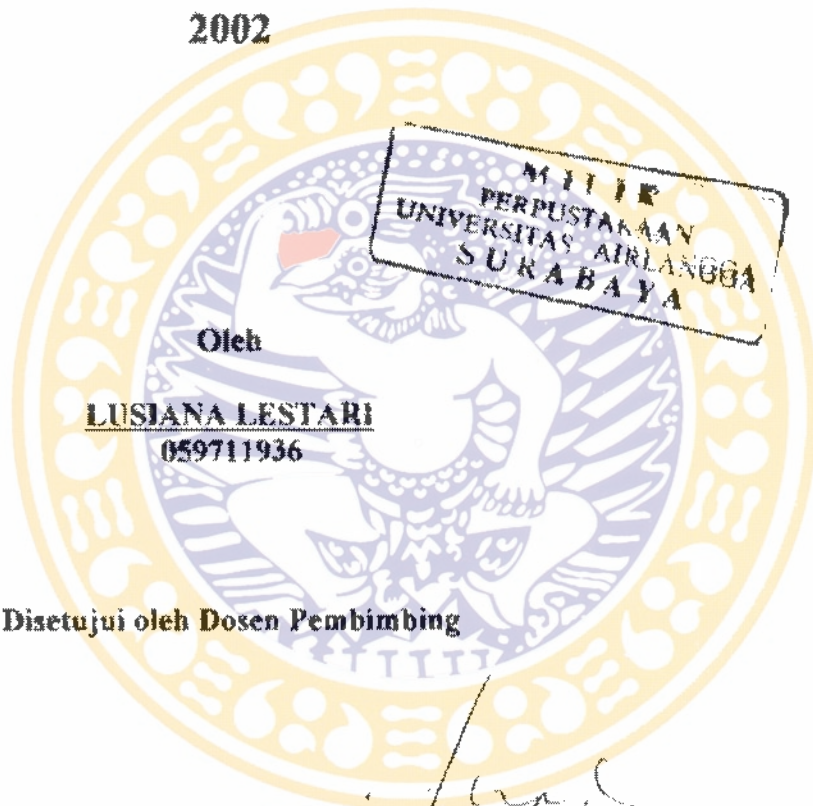 2002
MILIK
PERPUSTAKAAN
UNIVERSITAS AIRLANGGA
SURABAYA
Oleh
LUSIANA LESTARI
059711936
Disetujui oleh Dosen Pembimbing